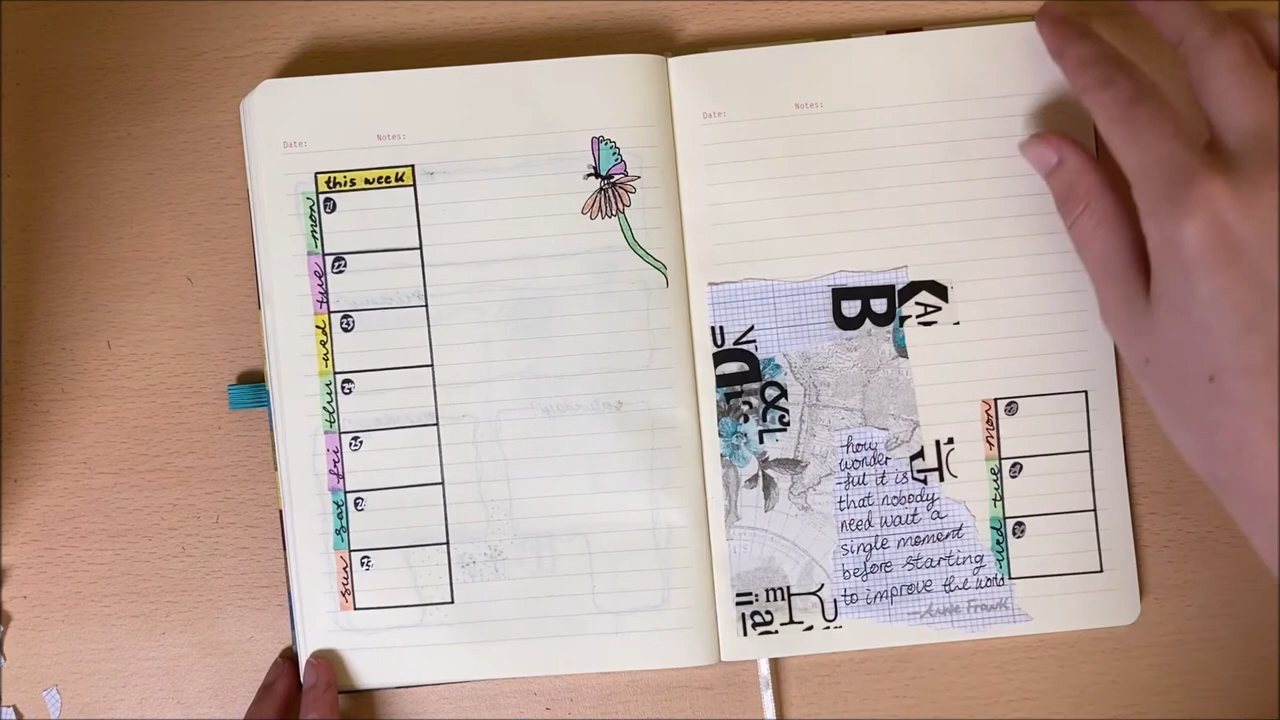 Date: Notes:
this week
mon
21
tue
22
wed
23
thu
24
fri
25
sat
sun
Date: Notes:
B
A
&
how
wonder
-ful it is
that nobody
need wait a
single moment
before starting
to improve the world
-Anne Frank
mon
tue
wed